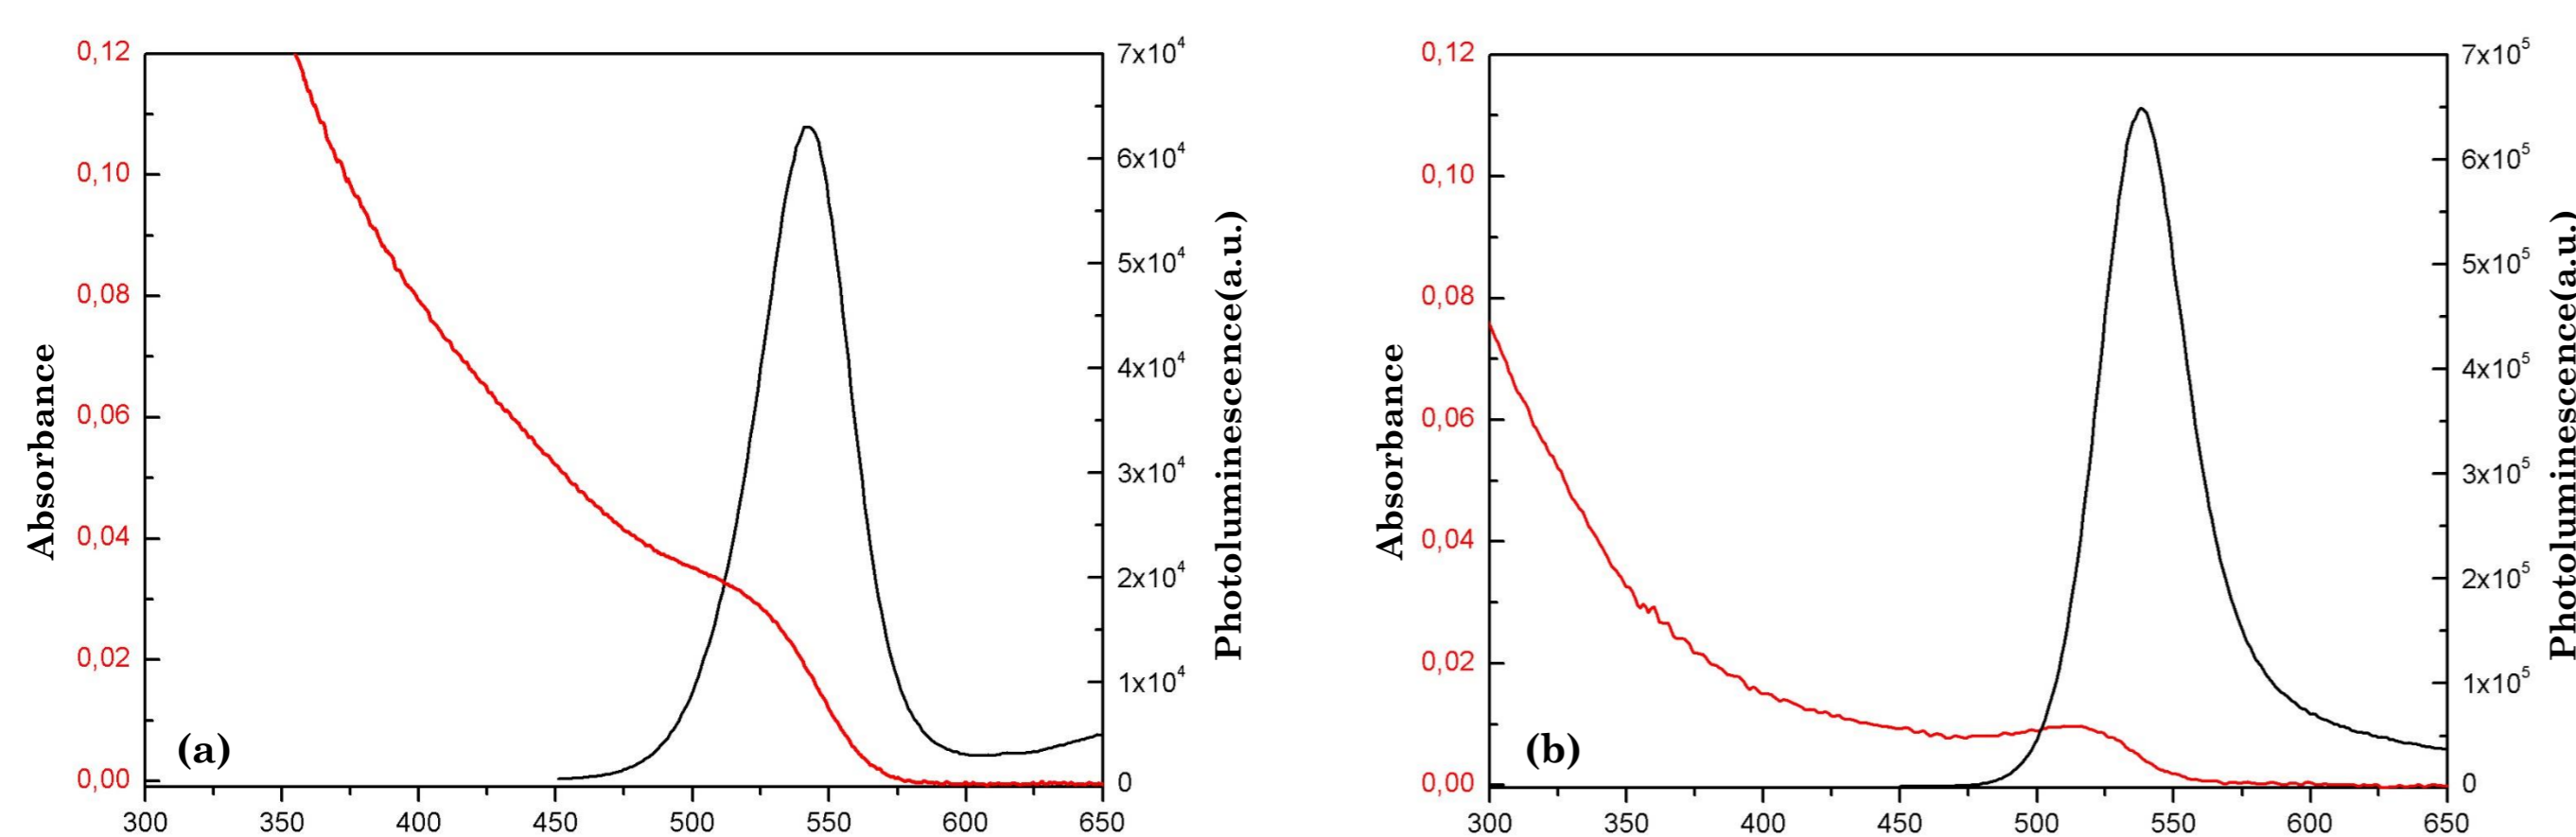 0,12
0,10
0,08
0,06
0,04
0,02
0,00
Absorbance
(a)
300 350 400 450 500 550 600 650
7x10⁴
6x10⁴
5x10⁴
4x10⁴
3x10⁴
2x10⁴
1x10⁴
0
Photoluminescence(a.u.)
0,12
0,10
0,08
0,06
0,04
0,02
0,00
Absorbance
(b)
300 350 400 450 500 550 600 650
7x10⁵
6x10⁵
5x10⁵
4x10⁵
3x10⁵
2x10⁵
1x10⁵
0
Photoluminescence(a.u.)